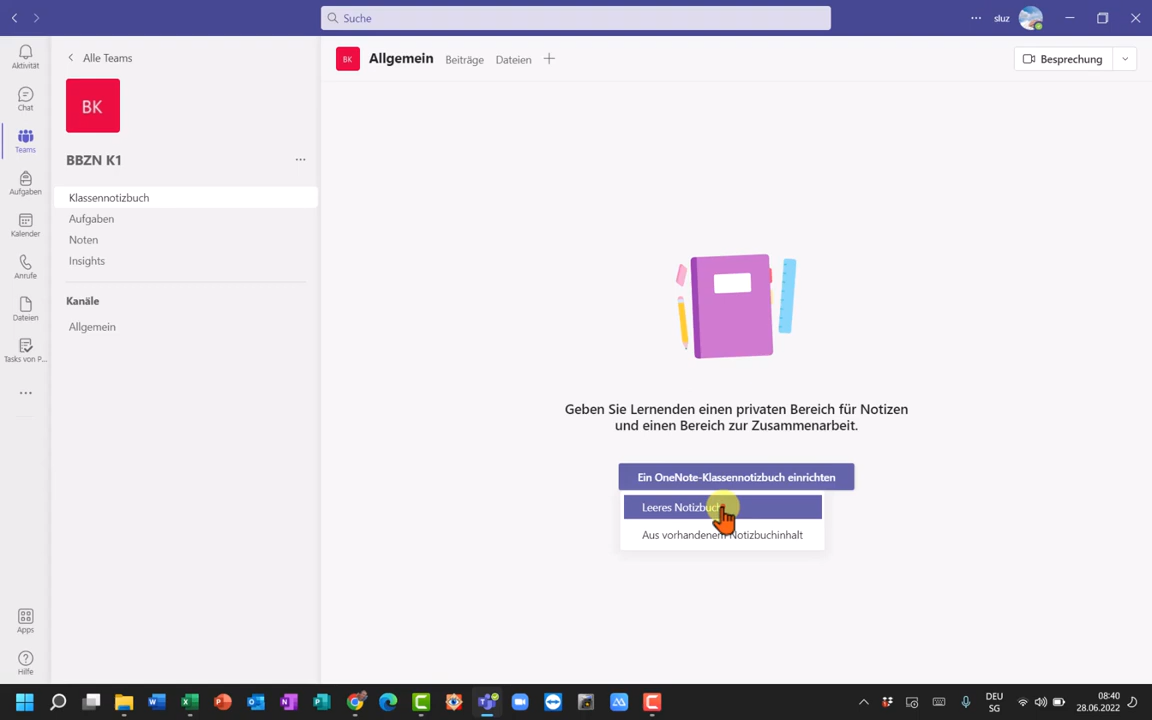 Suche
sluz
Aktivität
Chat
Teams
Aufgaben
Kalender
Anrufe
Dateien
Tasks von P...
Apps
Hilfe
Alle Teams
BK
BBZN K1
Klassennotizbuch
Aufgaben
Noten
Insights
Kanäle
Allgemein
BK
Allgemein
Beiträge
Dateien
Besprechung
Geben Sie Lernenden einen privaten Bereich für Notizen
und einen Bereich zur Zusammenarbeit.
Ein OneNote-Klassennotizbuch einrichten
Leeres Notizbuch
Aus vorhandenem Notizbuchinhalt
DEU
SG
08:40
28.06.2022